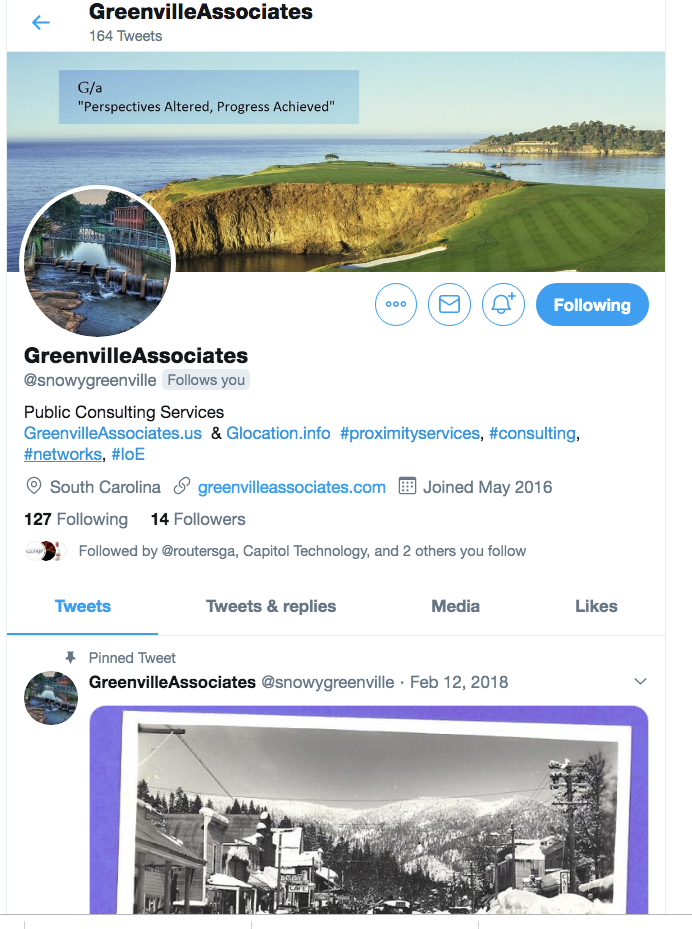 GreenvilleAssociates
164 Tweets
G/a
"Perspectives Altered, Progress Achieved"
Following
GreenvilleAssociates
@snowygreenville Follows you
Public Consulting Services
GreenvilleAssociates.us & Glocation.info #proximityservices, #consulting,
#networks, #IoE
South Carolina greenvilleassociates.com Joined May 2016
127 Following 14 Followers
Followed by @routersga, Capitol Technology, and 2 others you follow
Tweets Tweets & replies Media Likes
Pinned Tweet
GreenvilleAssociates @snowygreenville · Feb 12, 2018